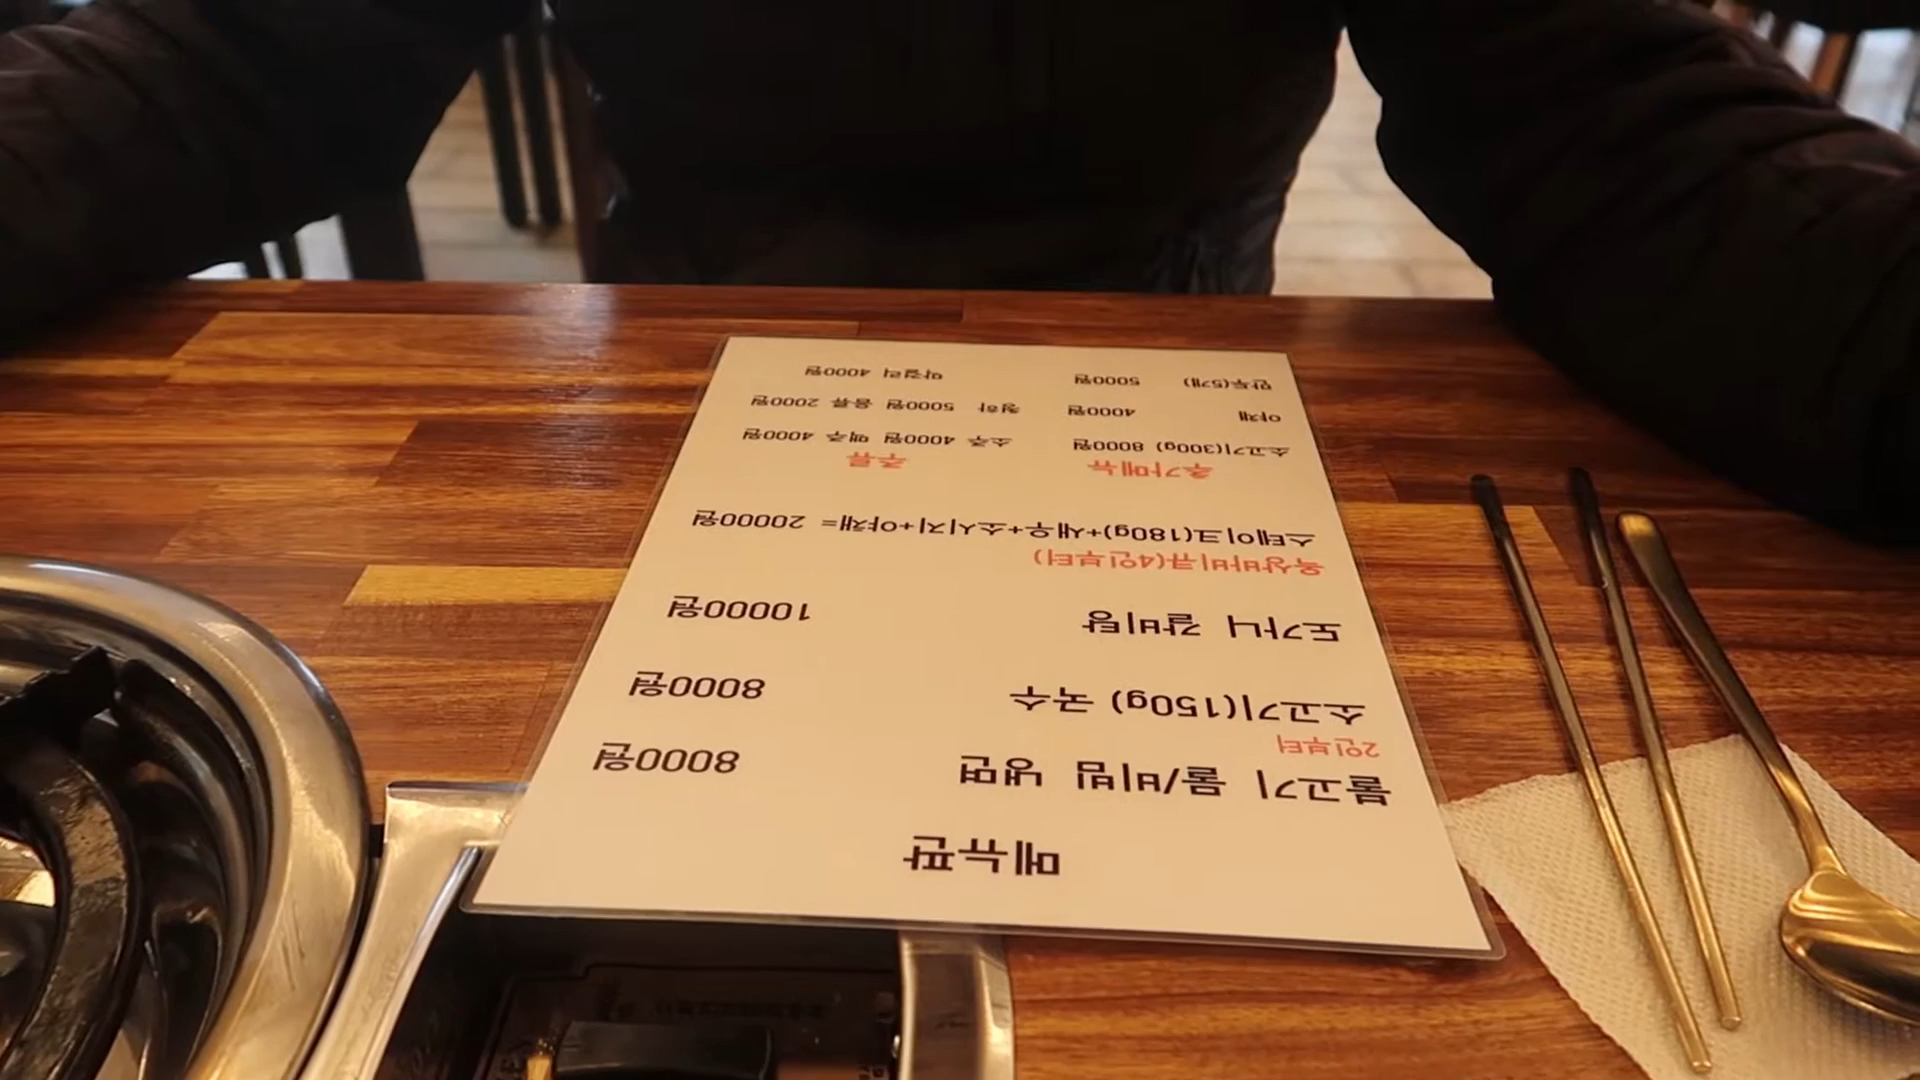 메뉴판
불고기 물/비빔 냉면 8000원
2인부터
소고기(150g) 국수 8000원
도가니 갈비탕 10000원
옥상바비큐(4인부터)
스테이크(180g)+새우+소시지+야채= 20000원
추가메뉴 주류
소고기(300g) 8000원 소주 4000원 맥주 4000원
야채 4000원 청하 5000원 음류 2000원
만두(5개) 5000원 막걸리 4000원